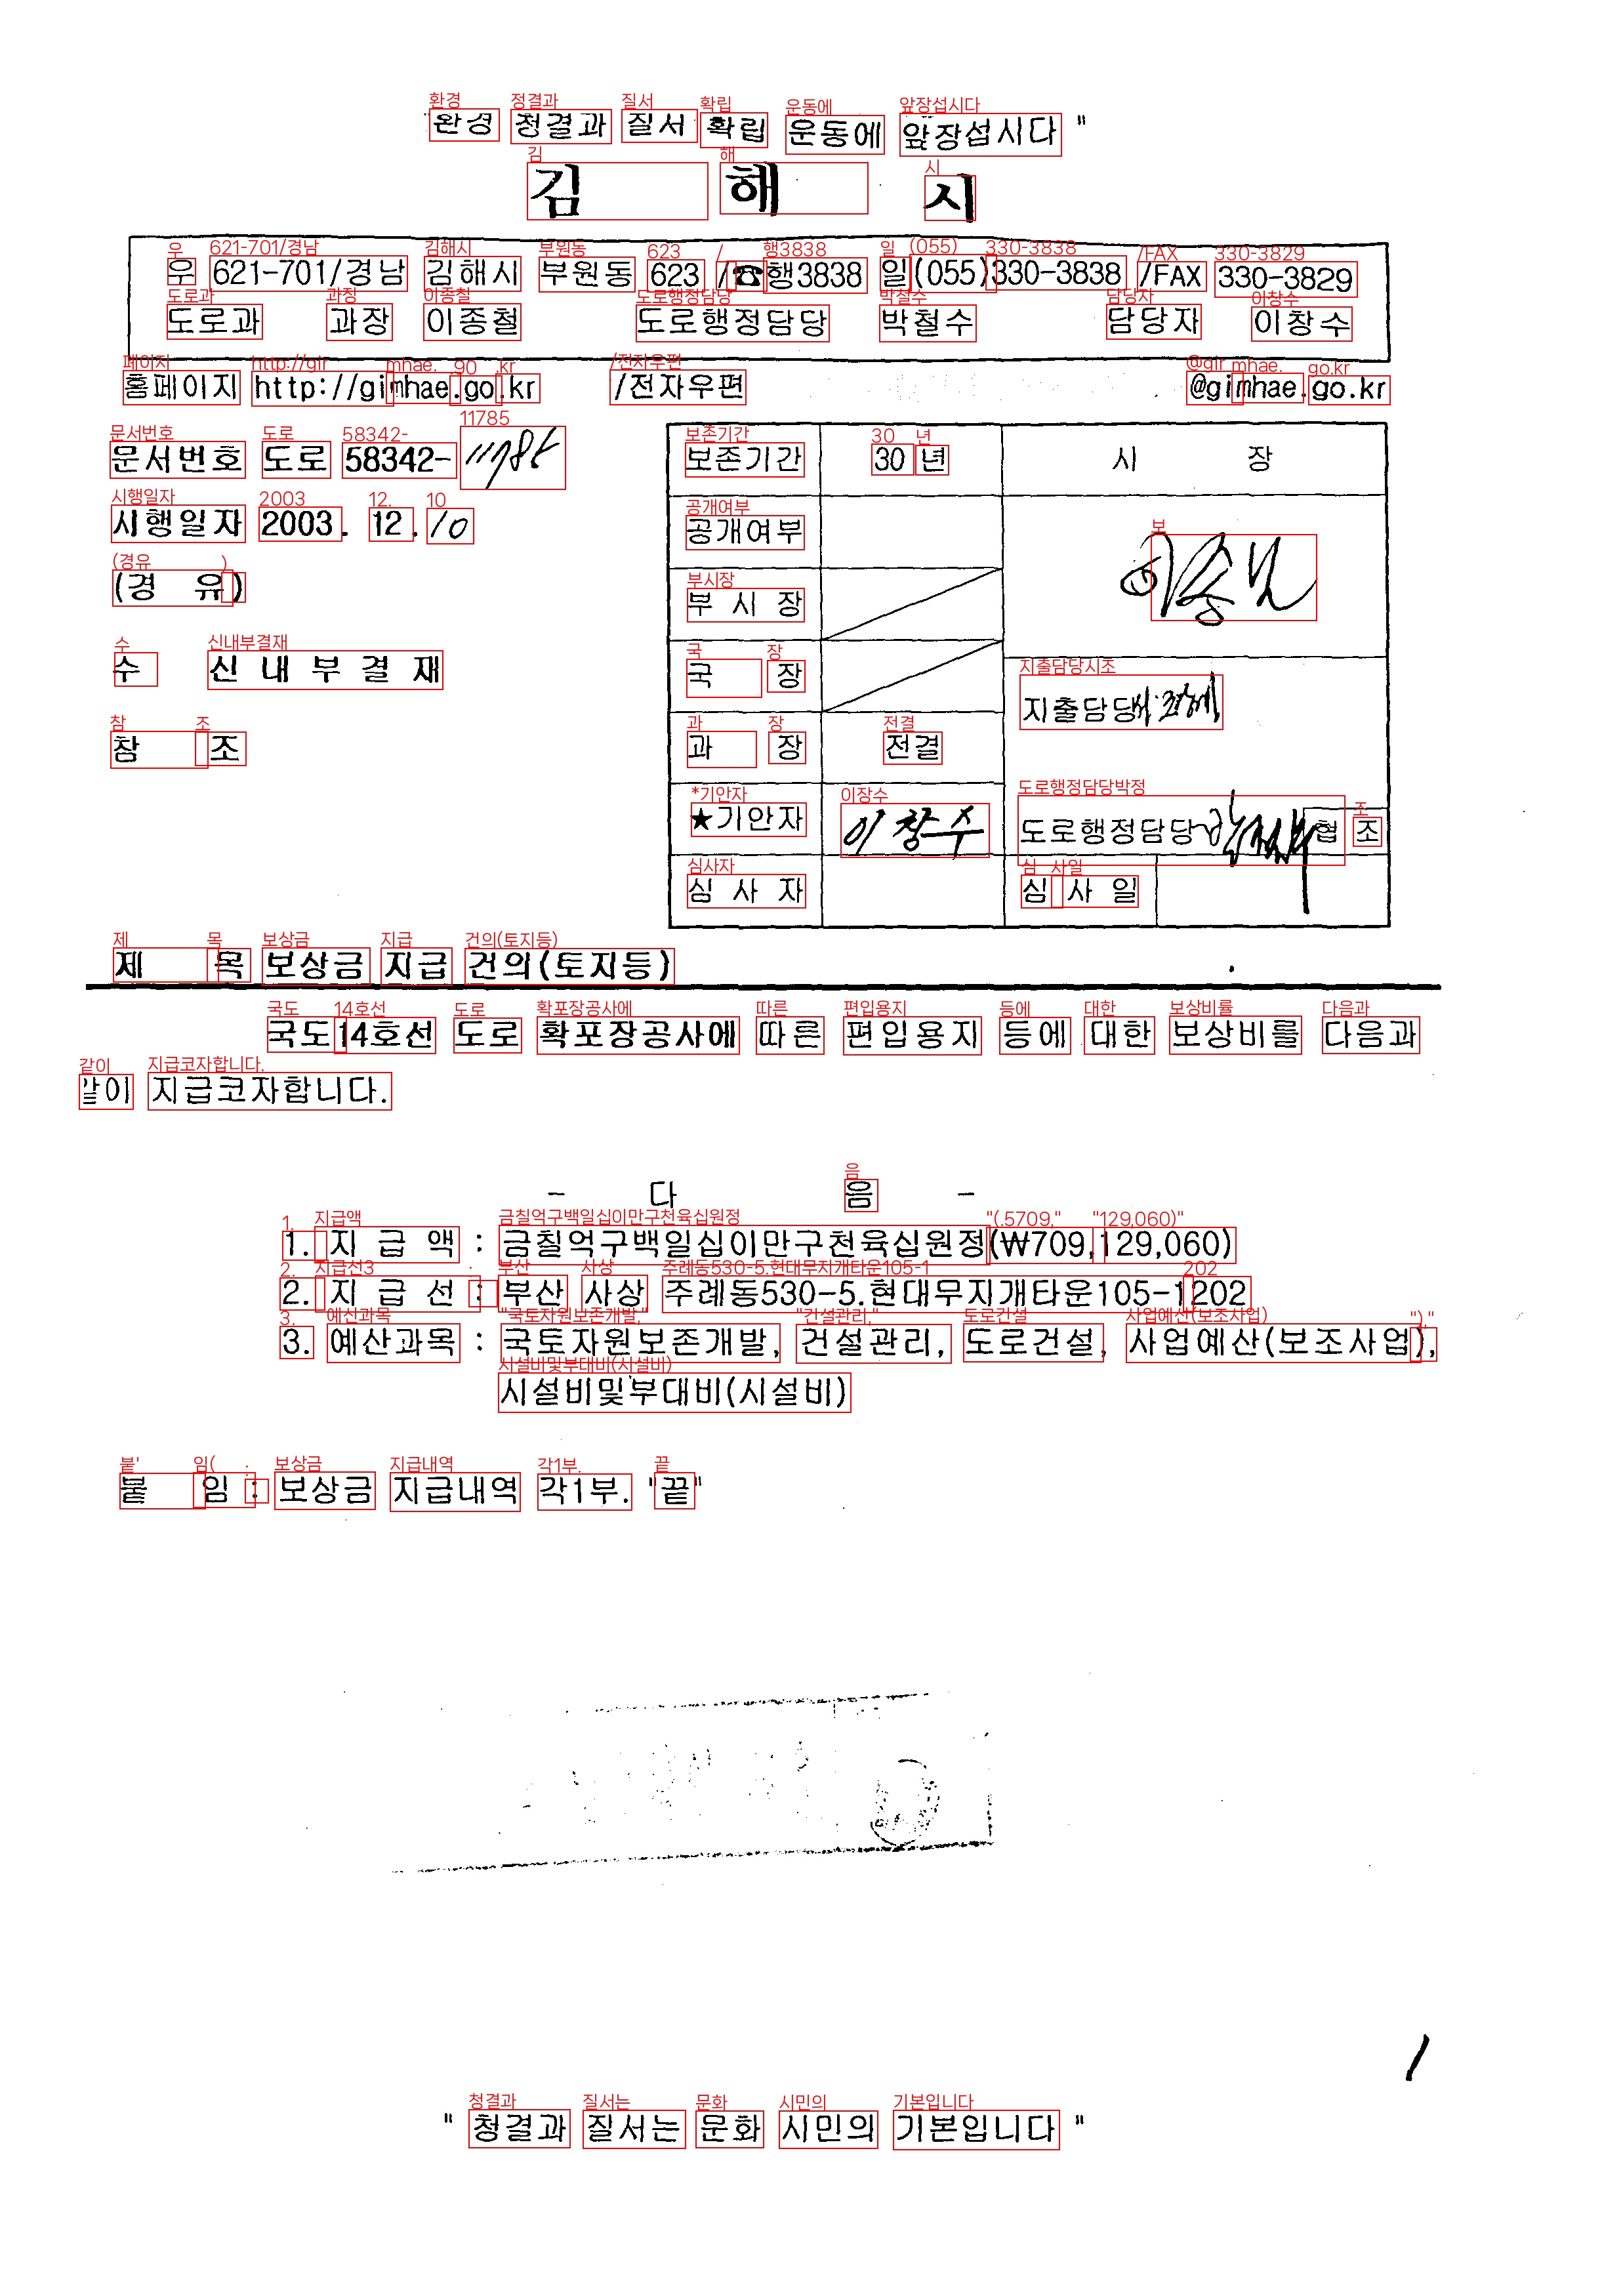 환경 청결과 질서 확립 운동에 앞장섭시다 "
김 해 시
우 621-701/경남 김해시 부원동 623 /☎행3838 일(055)330-3838 /FAX 330-3829
도로과 과장 이종철 도로행정담당 박철수 담당자 이창수
홈페이지 http://gimhae.go.kr /전자우편 @gimhae.go.kr
문서번호 도로 58342- 11785
시행일자 2003. 12. 10
(경 유)
수 신 내 부 결 재
참 조
보존기간 30 년 시 장
공개여부
부 시 장
국 장
지출담당
과 장 전결
★기안자 이창수 도로행정담당 협 조
심 사 자 심 사 일
제 목 보상금 지급 건의(토지등)
국도14호선 도로 확포장공사에 따른 편입용지 등에 대한 보상비를 다음과
같이 지급코자합니다.
- 다 음 -
1. 지 급 액 : 금칠억구백일십이만구천육십원정(₩709,129,060)
2. 지 급 선 : 부산 사상 주례동530-5.현대무지개타운105-1202
3. 예산과목 : 국토자원보존개발, 건설관리, 도로건설, 사업예산(보조사업),
시설비및부대비(시설비)
붙 임 : 보상금 지급내역 각1부. "끝"
" 청결과 질서는 문화 시민의 기본입니다 "